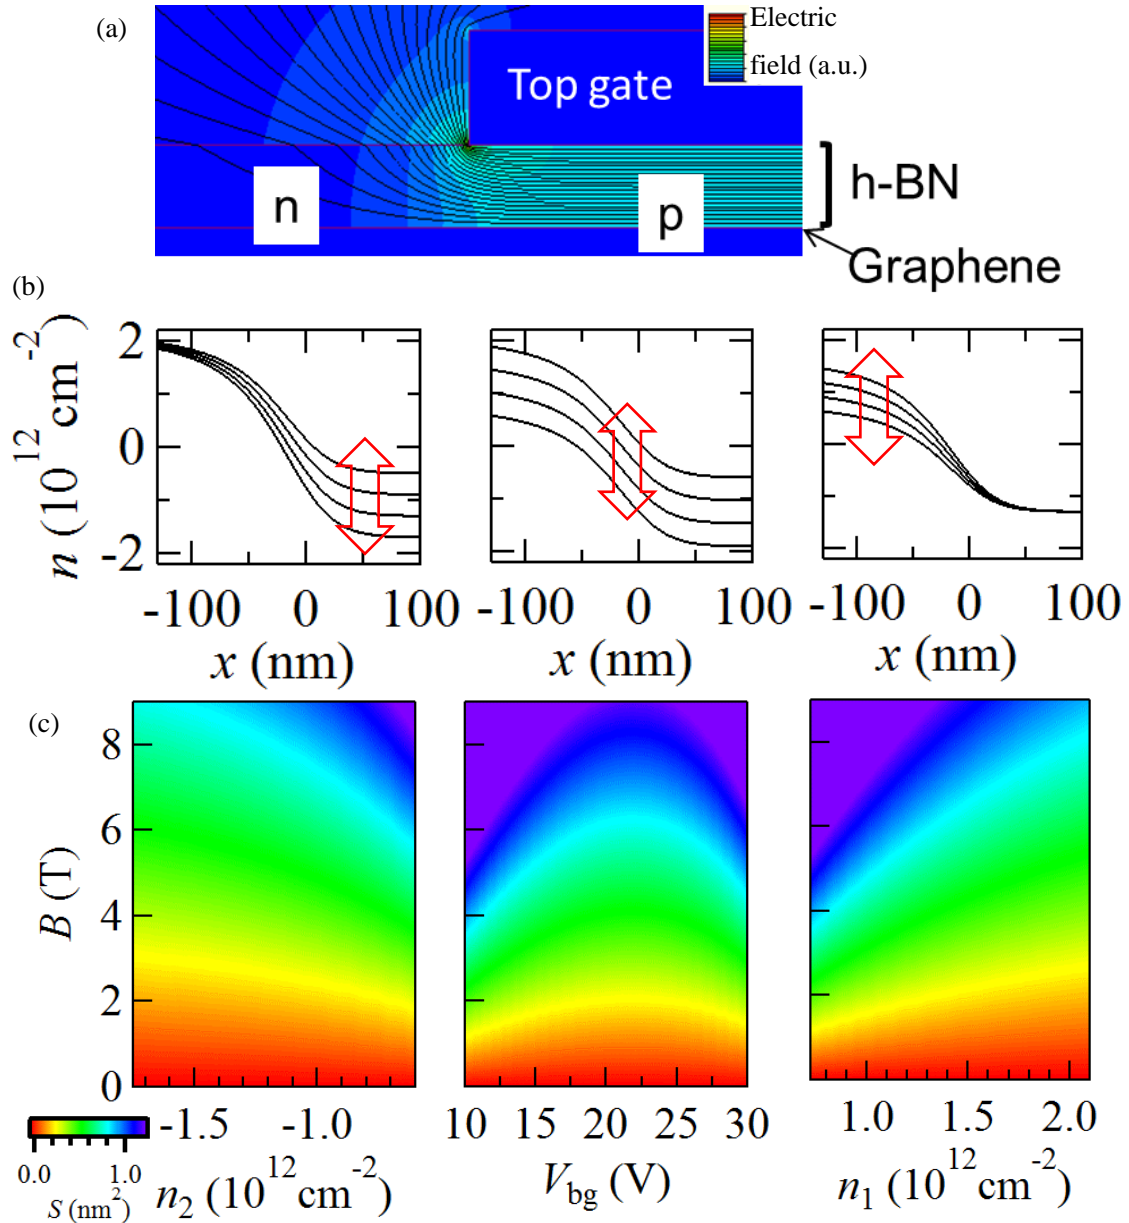 (a)
Electric
field (a.u.)
Top gate
n
p
h-BN
Graphene
(b)
n (10^12 cm^-2)
2
0
-2
-100 0 100
-100 0 100
-100 0 100
x (nm)
x (nm)
x (nm)
(c)
B (T)
8
6
4
2
0
-1.5 -1.0
10 15 20 25 30
1.0 1.5 2.0
0.0 1.0
S (nm^2)
n_2 (10^12 cm^-2)
V_bg (V)
n_1 (10^12 cm^-2)